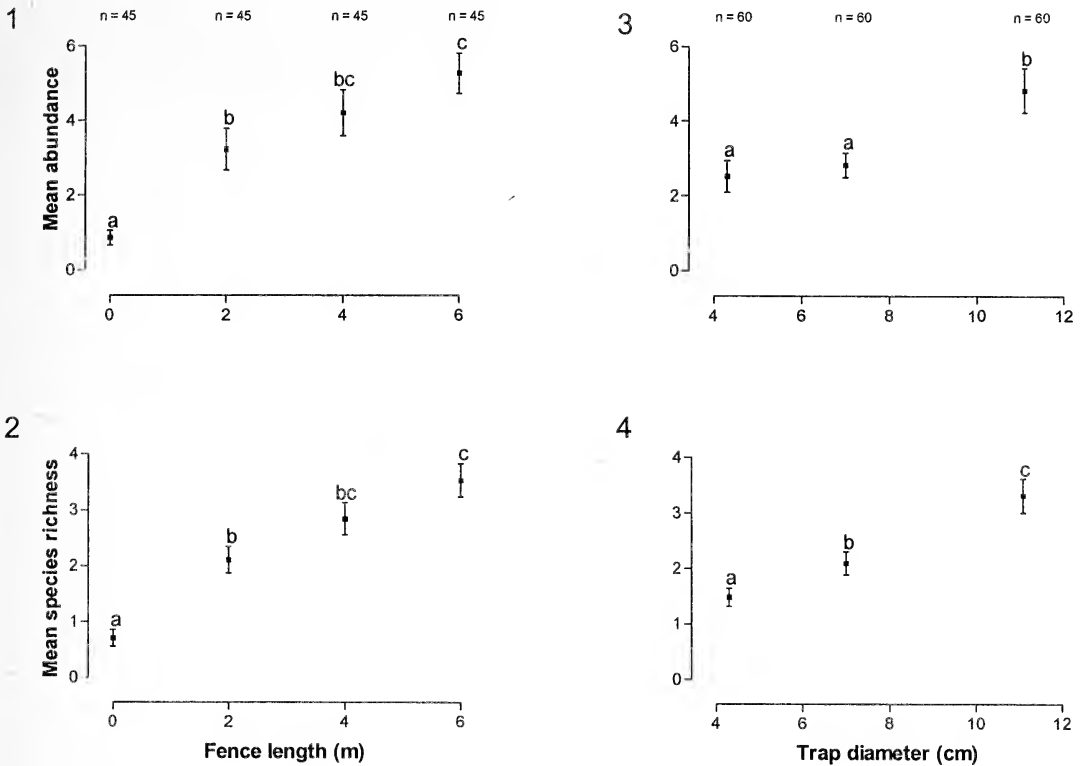 1
n = 45 n = 45 n = 45 n = 45
Mean abundance
6
4
2
0
a
b
bc
c
0 2 4 6
3
n = 60 n = 60 n = 60
6
4
2
0
a
a
b
4 6 8 10 12
2
Mean species richness
4
3
2
1
0
a
b
bc
c
0 2 4 6
Fence length (m)
4
4
3
2
1
0
a
b
c
4 6 8 10 12
Trap diameter (cm)